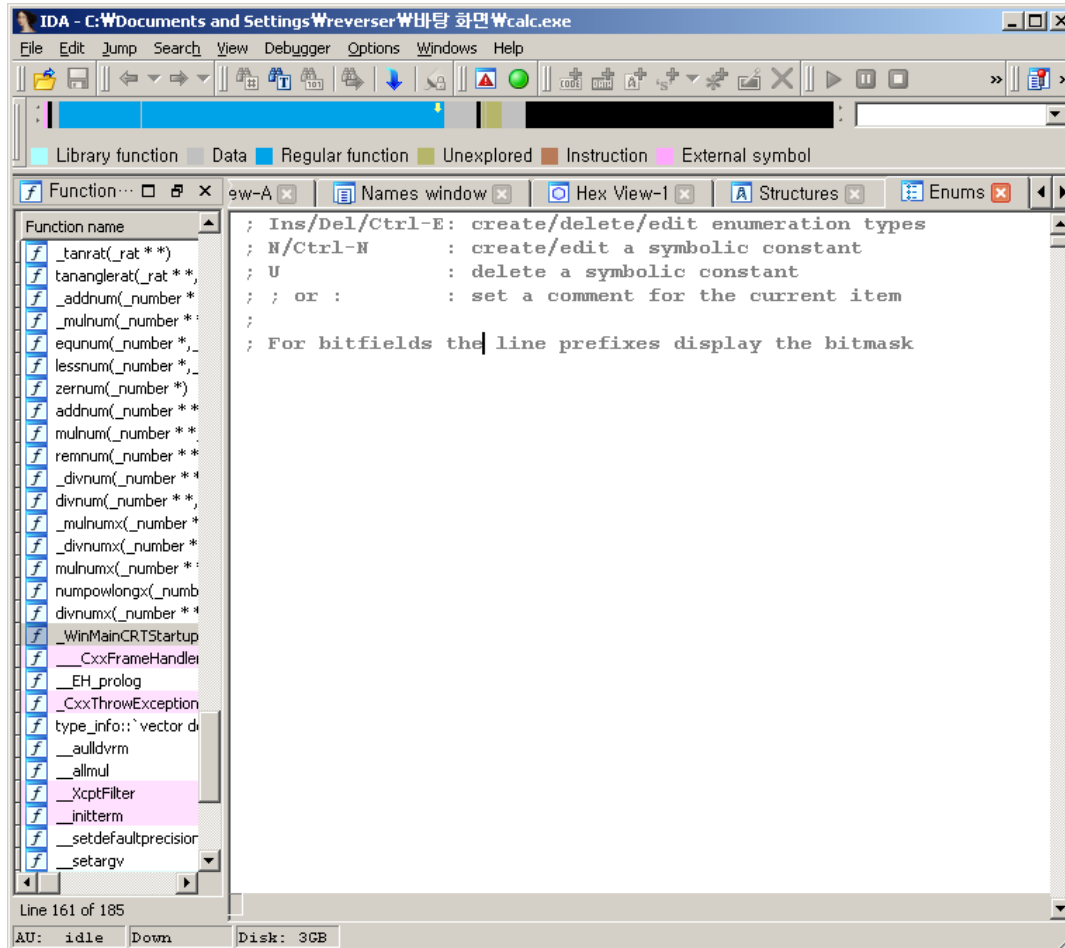 IDA - C:₩Documents and Settings₩reverser₩바탕 화면₩calc.exe
File Edit Jump Search View Debugger Options Windows Help
Library function Data Regular function Unexplored Instruction External symbol
Function… ew-A Names window Hex View-1 Structures Enums
Function name
_tanrat(_rat * *)
tananglerat(_rat * *,
_addnum(_number *
_mulnum(_number * *
equnum(_number *,_
lessnum(_number *,_
zernum(_number *)
addnum(_number * *
mulnum(_number * *,
remnum(_number * *
_divnum(_number * *
divnum(_number * *,
_mulnumx(_number *
_divnumx(_number *
mulnumx(_number * *
numpowlongx(_numb
divnumx(_number * *
_WinMainCRTStartup
___CxxFrameHandler
__EH_prolog
_CxxThrowException
type_info::`vector de
__aulldvrm
__allmul
__XcptFilter
__initterm
__setdefaultprecision
__setargv
Line 161 of 185
; Ins/Del/Ctrl-E: create/delete/edit enumeration types
; N/Ctrl-N : create/edit a symbolic constant
; U : delete a symbolic constant
; ; or : : set a comment for the current item
;
; For bitfields the line prefixes display the bitmask
AU: idle Down Disk: 3GB